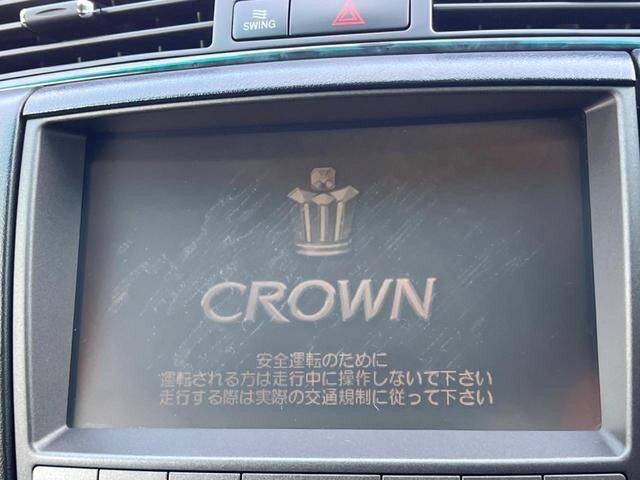 SWING
CROWN
安全運転のために
運転される方は走行中に操作しないで下さい
走行する際は実際の交通規制に従って下さい